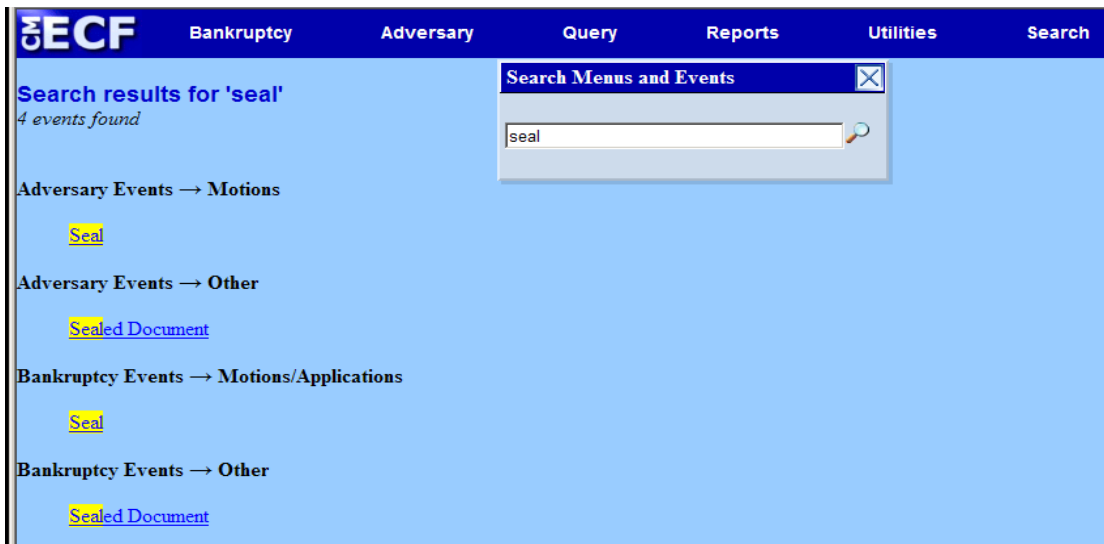 CM ECF Bankruptcy Adversary Query Reports Utilities Search
Search Menus and Events
seal
Search results for 'seal'
4 events found
Adversary Events → Motions
Seal
Adversary Events → Other
Sealed Document
Bankruptcy Events → Motions/Applications
Seal
Bankruptcy Events → Other
Sealed Document